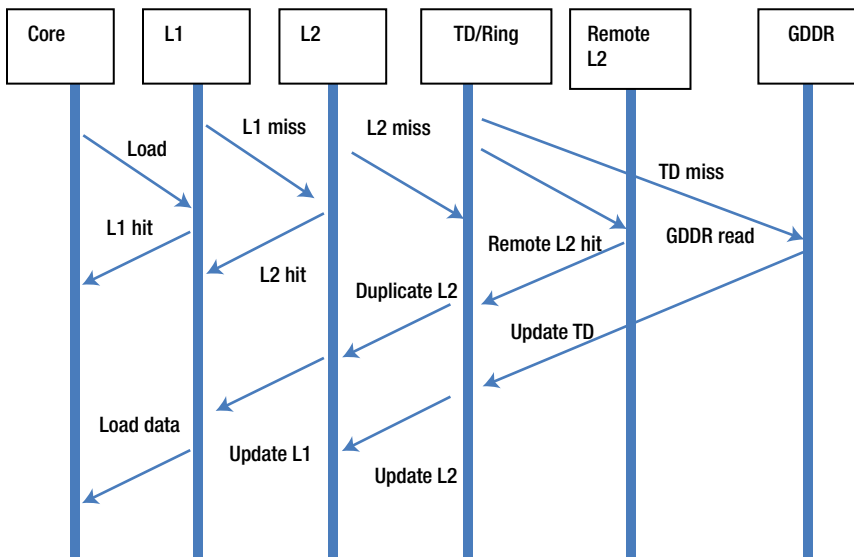 Core
L1
L2
TD/Ring
Remote
L2
GDDR
L1 miss
L2 miss
Load
TD miss
L1 hit
Remote L2 hit
GDDR read
L2 hit
Duplicate L2
Update TD
Load data
Update L1
Update L2